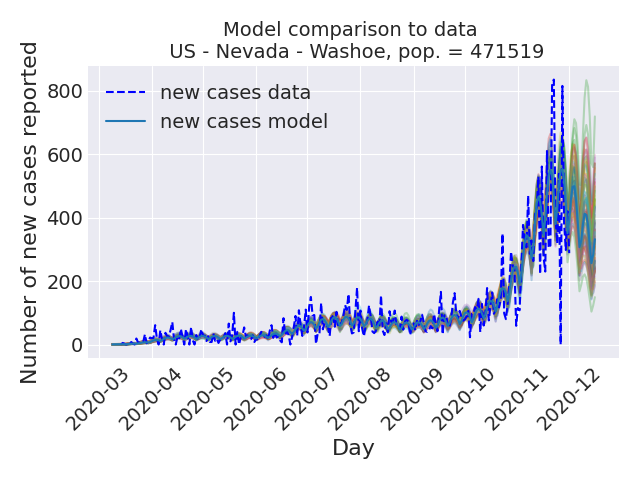 Model comparison to data
US - Nevada - Washoe, pop. = 471519
Number of new cases reported
800
600
400
200
0
new cases data
new cases model
2020-03
2020-04
2020-05
2020-06
2020-07
2020-08
2020-09
2020-10
2020-11
2020-12
Day